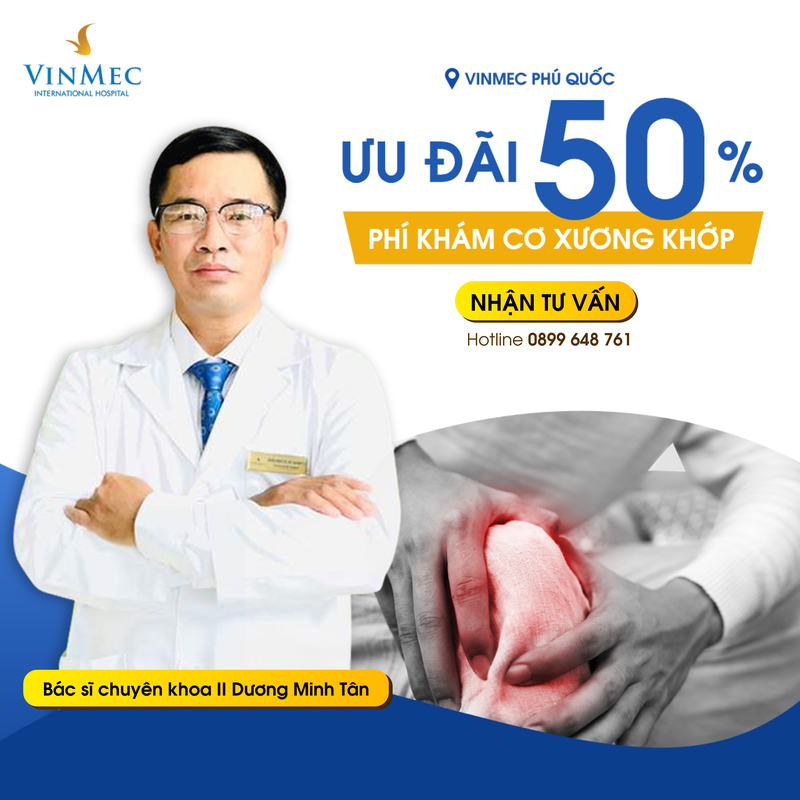 VINMEC
INTERNATIONAL HOSPITAL
VINMEC PHÚ QUỐC
ƯU ĐÃI 50%
PHÍ KHÁM CƠ XƯƠNG KHỚP
NHẬN TƯ VẤN
Hotline 0899 648 761
Bác sĩ chuyên khoa II Dương Minh Tân